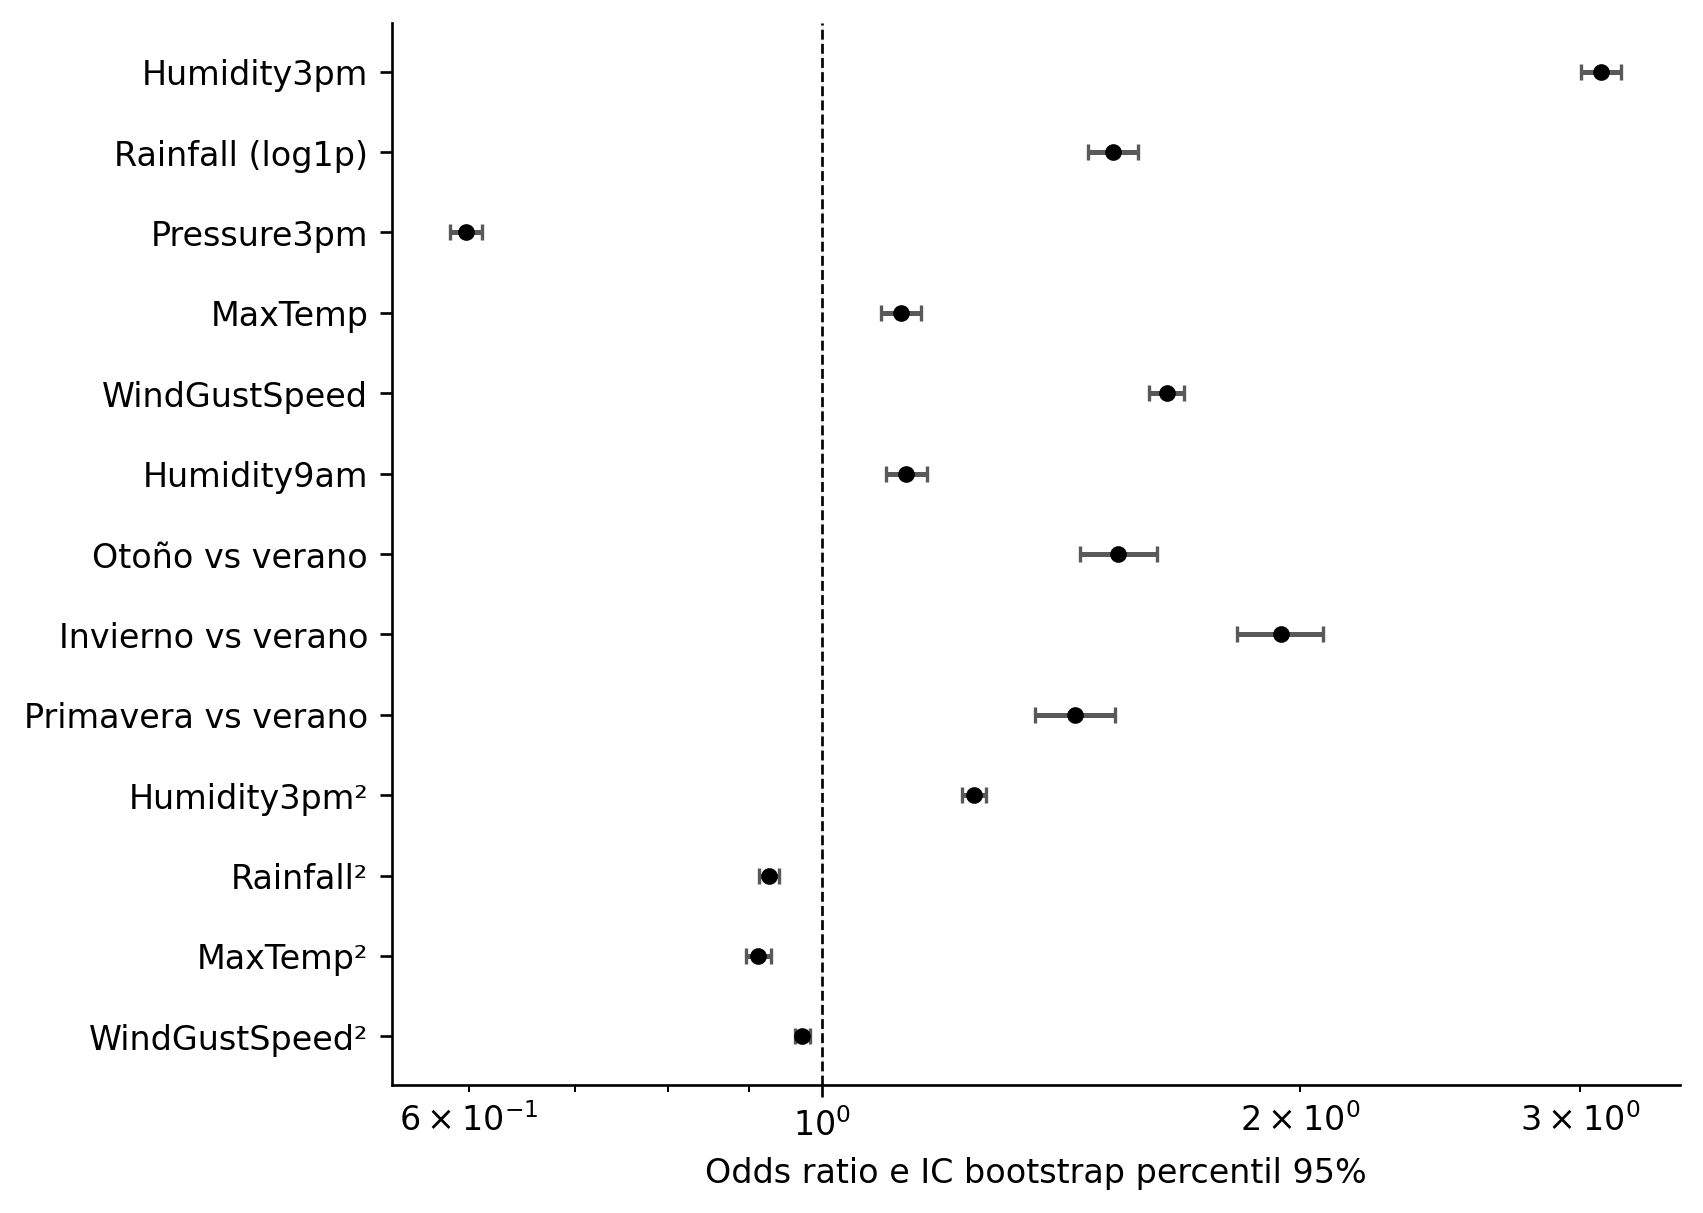 Humidity3pm
Rainfall (log1p)
Pressure3pm
MaxTemp
WindGustSpeed
Humidity9am
Otoño vs verano
Invierno vs verano
Primavera vs verano
Humidity3pm²
Rainfall²
MaxTemp²
WindGustSpeed²
6 × 10⁻¹ 10⁰ 2 × 10⁰ 3 × 10⁰
Odds ratio e IC bootstrap percentil 95%